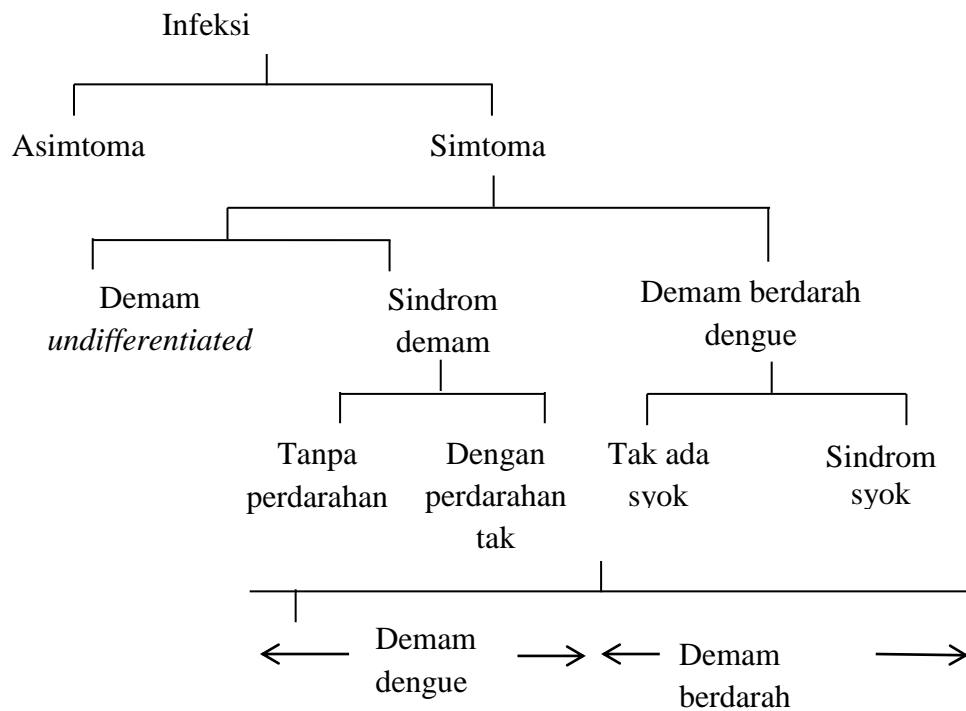 Infeksi
Asimtoma
Simtoma
Demam
undifferentiated
Sindrom
demam
Demam berdarah
dengue
Tanpa
perdarahan
Dengan
perdarahan
tak
Tak ada
syok
Sindrom
syok
Demam
dengue
Demam
berdarah